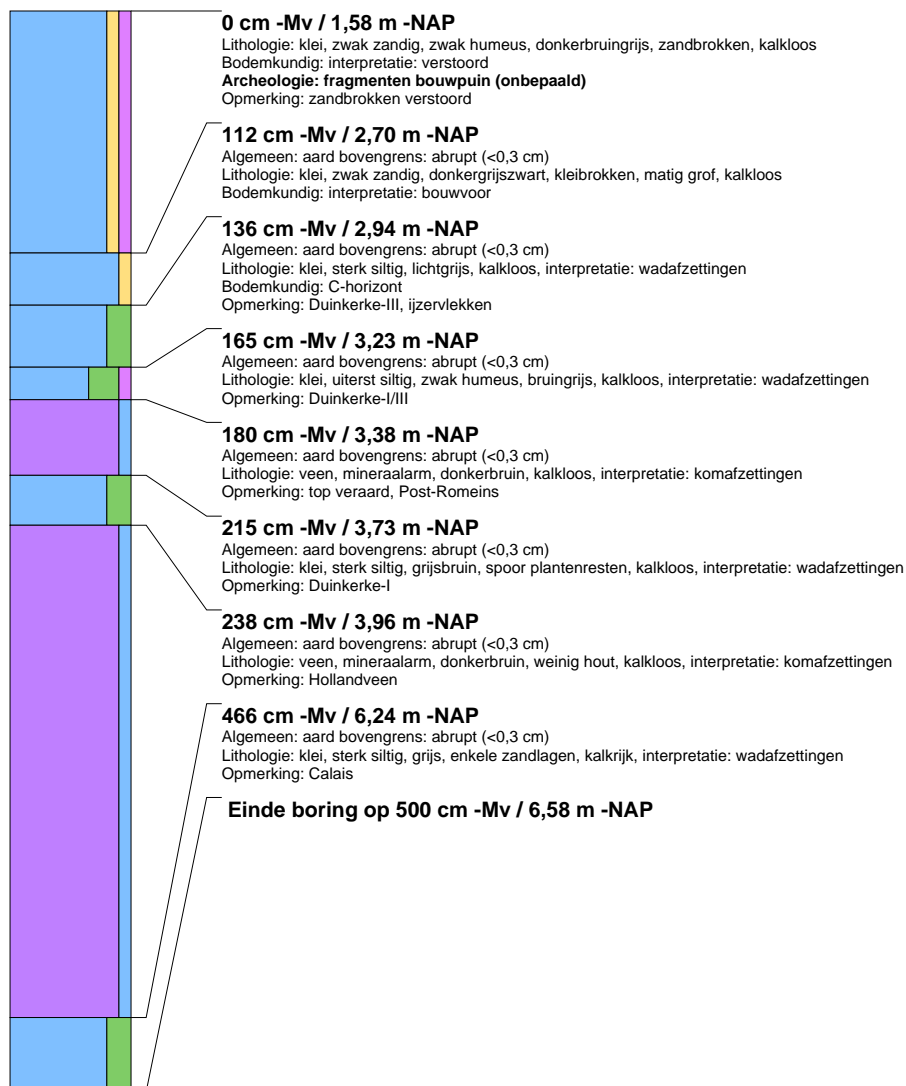 0 cm -Mv / 1,58 m -NAP
Lithologie: klei, zwak zandig, zwak humeus, donkerbruingrijs, zandbrokken, kalkloos
Bodemkundig: interpretatie: verstoord
Archeologie: fragmenten bouwpuin (onbepaald)
Opmerking: zandbrokken verstoord
112 cm -Mv / 2,70 m -NAP
Algemeen: aard bovengrens: abrupt (<0,3 cm)
Lithologie: klei, zwak zandig, donkergrijszwart, kleibrokken, matig grof, kalkloos
Bodemkundig: interpretatie: bouwvoor
136 cm -Mv / 2,94 m -NAP
Algemeen: aard bovengrens: abrupt (<0,3 cm)
Lithologie: klei, sterk siltig, lichtgrijs, kalkloos, interpretatie: wadafzettingen
Bodemkundig: C-horizont
Opmerking: Duinkerke-III, ijzervlekken
165 cm -Mv / 3,23 m -NAP
Algemeen: aard bovengrens: abrupt (<0,3 cm)
Lithologie: klei, uiterst siltig, zwak humeus, bruingrijs, kalkloos, interpretatie: wadafzettingen
Opmerking: Duinkerke-I/III
180 cm -Mv / 3,38 m -NAP
Algemeen: aard bovengrens: abrupt (<0,3 cm)
Lithologie: veen, mineraalarm, donkerbruin, kalkloos, interpretatie: komafzettingen
Opmerking: top veraard, Post-Romeins
215 cm -Mv / 3,73 m -NAP
Algemeen: aard bovengrens: abrupt (<0,3 cm)
Lithologie: klei, sterk siltig, grijsbruin, spoor plantenresten, kalkloos, interpretatie: wadafzettingen
Opmerking: Duinkerke-I
238 cm -Mv / 3,96 m -NAP
Algemeen: aard bovengrens: abrupt (<0,3 cm)
Lithologie: veen, mineraalarm, donkerbruin, weinig hout, kalkloos, interpretatie: komafzettingen
Opmerking: Hollandveen
466 cm -Mv / 6,24 m -NAP
Algemeen: aard bovengrens: abrupt (<0,3 cm)
Lithologie: klei, sterk siltig, grijs, enkele zandlagen, kalkrijk, interpretatie: wadafzettingen
Opmerking: Calais
Einde boring op 500 cm -Mv / 6,58 m -NAP